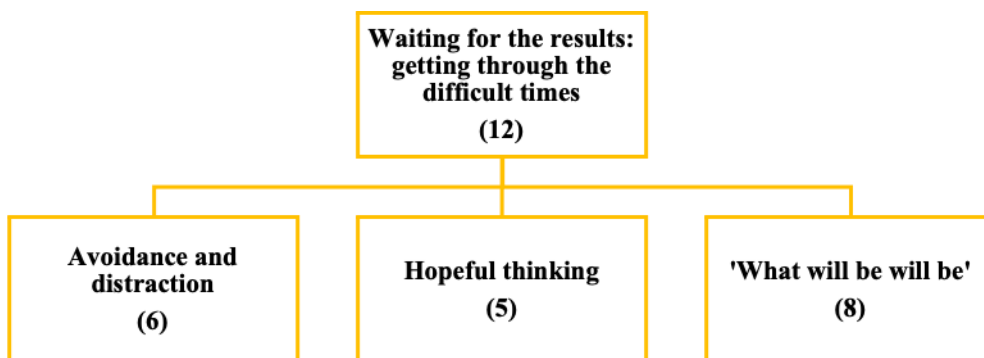 Waiting for the results:
getting through the
difficult times
(12)
Avoidance and
distraction
(6)
Hopeful thinking
(5)
'What will be will be'
(8)